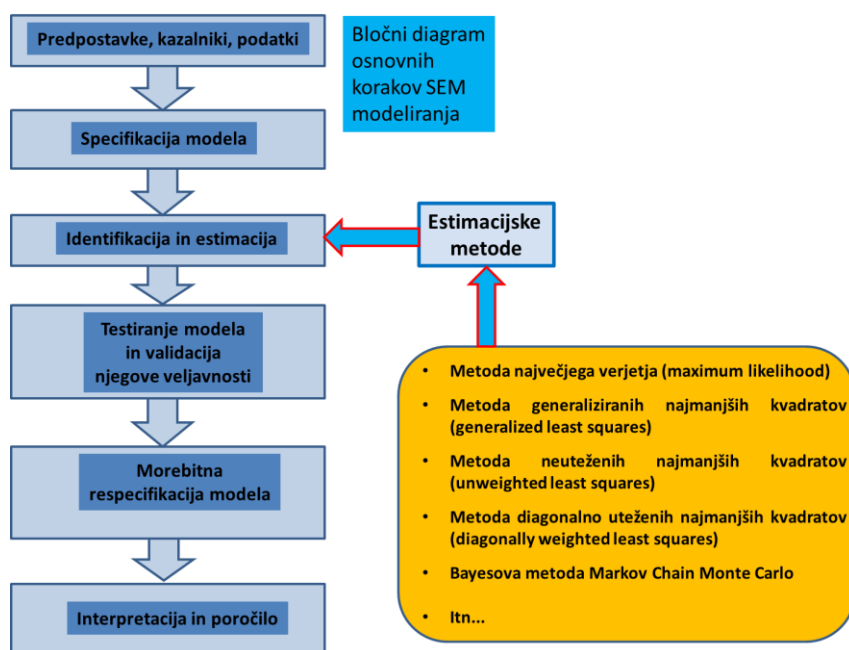 Predpostavke, kazalniki, podatki
Bločni diagram
osnovnih
korakov SEM
modeliranja
Specifikacija modela
Identifikacija in estimacija
Estimacijske
metode
Testiranje modela
in validacija
njegove veljavnosti
Morebitna
respecifikacija modela
Interpretacija in poročilo
• Metoda največjega verjetja (maximum likelihood)
• Metoda generaliziranih najmanjših kvadratov
(generalized least squares)
• Metoda neuteženih najmanjših kvadratov
(unweighted least squares)
• Metoda diagonalno uteženih najmanjših kvadratov
(diagonally weighted least squares)
• Bayesova metoda Markov Chain Monte Carlo
• Itn...